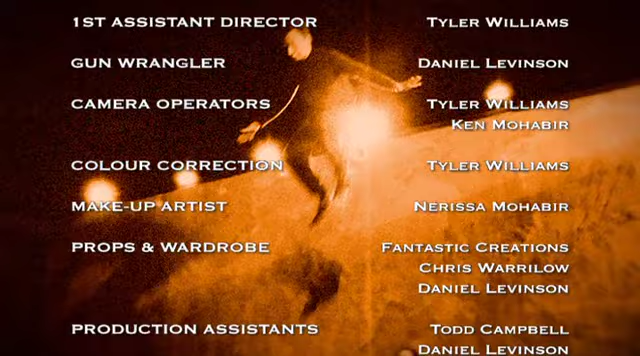 1ST ASSISTANT DIRECTOR TYLER WILLIAMS
GUN WRANGLER DANIEL LEVINSON
CAMERA OPERATORS TYLER WILLIAMS
KEN MOHABIR
COLOUR CORRECTION TYLER WILLIAMS
MAKE-UP ARTIST NERISSA MOHABIR
PROPS & WARDROBE FANTASTIC CREATIONS
CHRIS WARRILOW
DANIEL LEVINSON
PRODUCTION ASSISTANTS TODD CAMPBELL
DANIEL LEVINSON